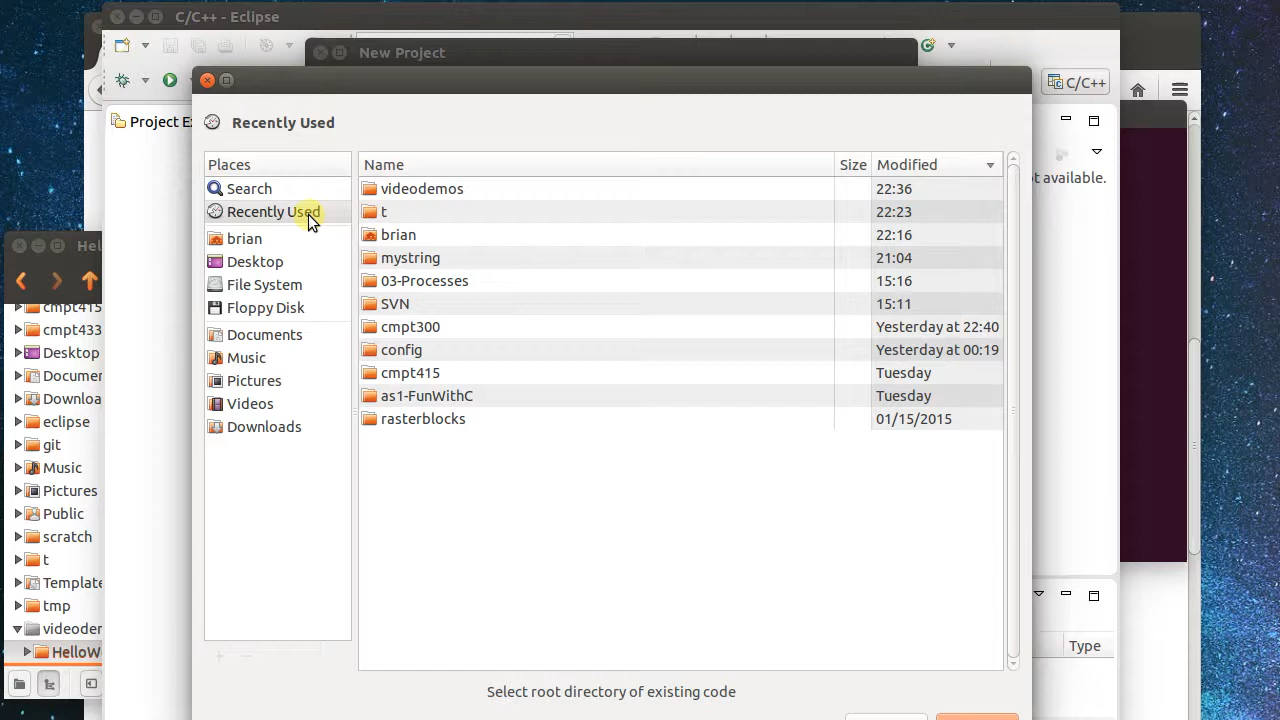 C/C++ - Eclipse
New Project
C/C++
Project E
Recently Used
Places
Name
Size
Modified
Search
Recently Used
brian
Desktop
File System
Floppy Disk
Documents
Music
Pictures
Videos
Downloads
videodemos 22:36
t 22:23
brian 22:16
mystring 21:04
03-Processes 15:16
SVN 15:11
cmpt300 Yesterday at 22:40
config Yesterday at 00:19
cmpt415 Tuesday
as1-FunWithC Tuesday
rasterblocks 01/15/2015
Select root directory of existing code
t available.
Type
Hel
cmpt415
cmpt433
Desktop
Documen
Downloa
eclipse
git
Music
Pictures
Public
scratch
t
Template
tmp
videoder
HelloW